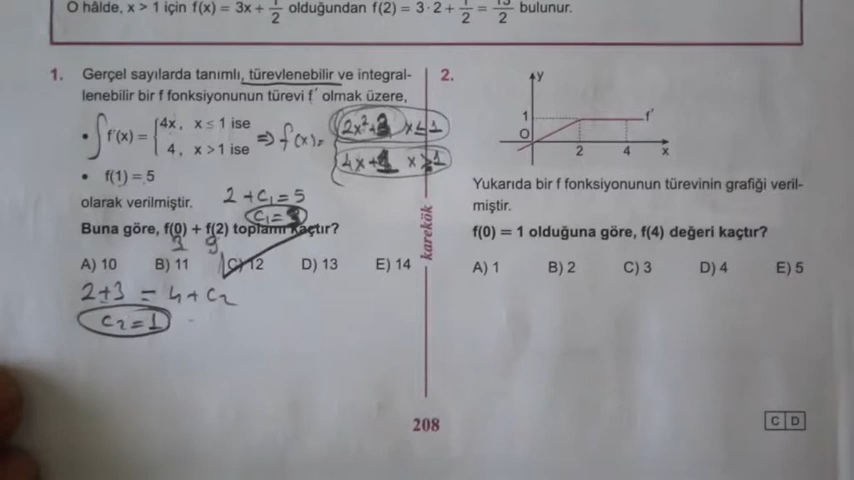 O hâlde, x > 1 için f(x) = 3x + 1/2 olduğundan f(2) = 3 · 2 + 1/2 = 13/2 bulunur.
1. Gerçel sayılarda tanımlı, türevlenebilir ve integral-
lenebilir bir f fonksiyonunun türevi f' olmak üzere,
• ∫ f'(x) = { 4x, x ≤ 1 ise
4, x > 1 ise
⇒ f(x) = { 2x²+3 x ≤ 1
4x+1 x > 1
• f(1) = 5
olarak verilmiştir.
2 + c₁ = 5
c₁ = 3
Buna göre, f(0) + f(2) toplamı kaçtır?
3 9
A) 10 B) 11 C) 12 D) 13 E) 14
2+3 = 4 + c₂
c₂ = 1
karekök
2.
y
1
O
f'
2 4 x
Yukarıda bir f fonksiyonunun türevinin grafiği veril-
miştir.
f(0) = 1 olduğuna göre, f(4) değeri kaçtır?
A) 1 B) 2 C) 3 D) 4 E) 5
208
C D